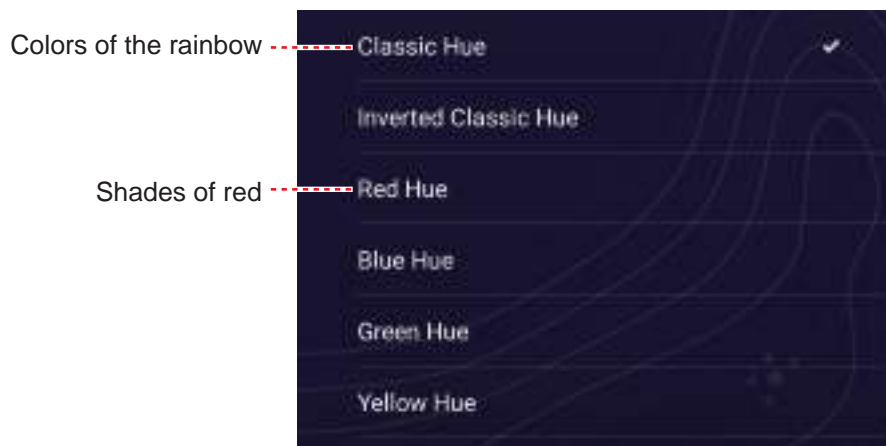 Colors of the rainbow
Classic Hue
Inverted Classic Hue
Shades of red
Red Hue
Blue Hue
Green Hue
Yellow Hue